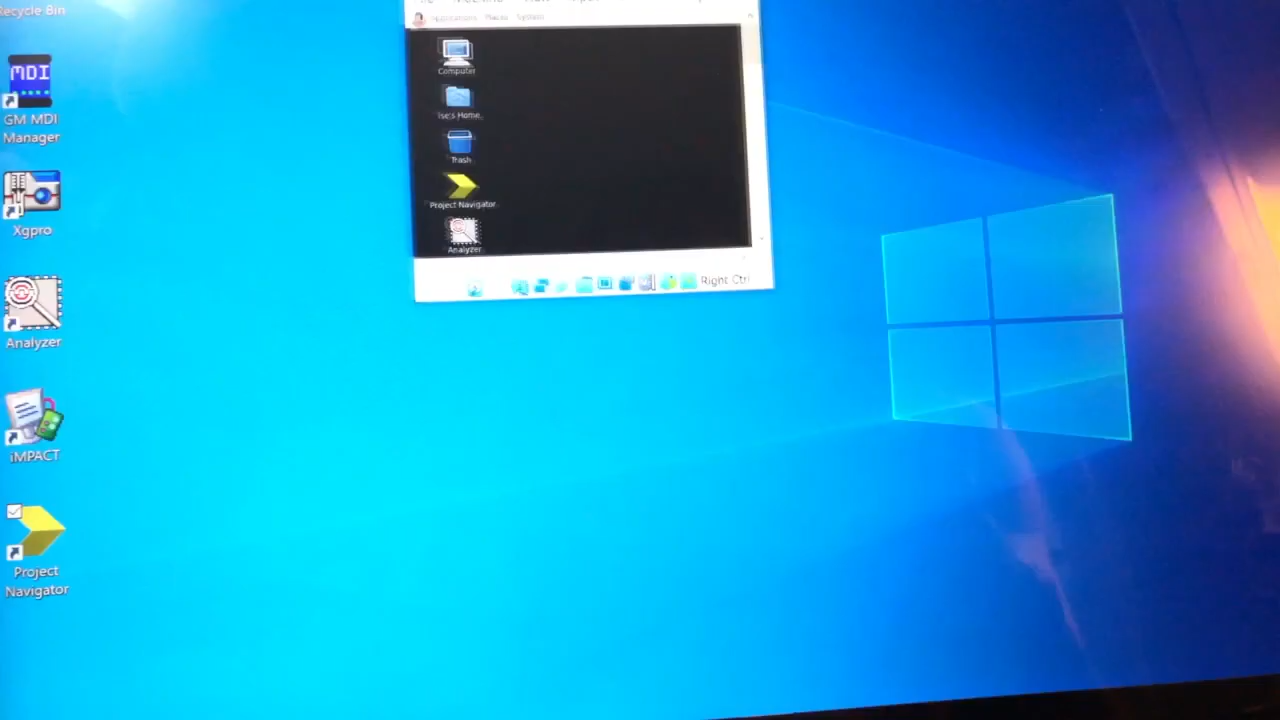 Recycle Bin
MDI
GM MDI
Manager
Xgpro
Analyzer
iMPACT
Project
Navigator
Applications Places System
Computer
ise's Home
Trash
Project Navigator
Analyzer
Right Ctrl